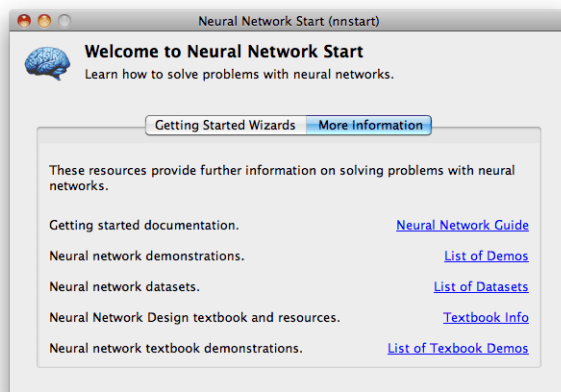 Neural Network Start (nnstart)
Welcome to Neural Network Start
Learn how to solve problems with neural networks.
Getting Started Wizards More Information
These resources provide further information on solving problems with neural
networks.
Getting started documentation. Neural Network Guide
Neural network demonstrations. List of Demos
Neural network datasets. List of Datasets
Neural Network Design textbook and resources. Textbook Info
Neural network textbook demonstrations. List of Texbook Demos